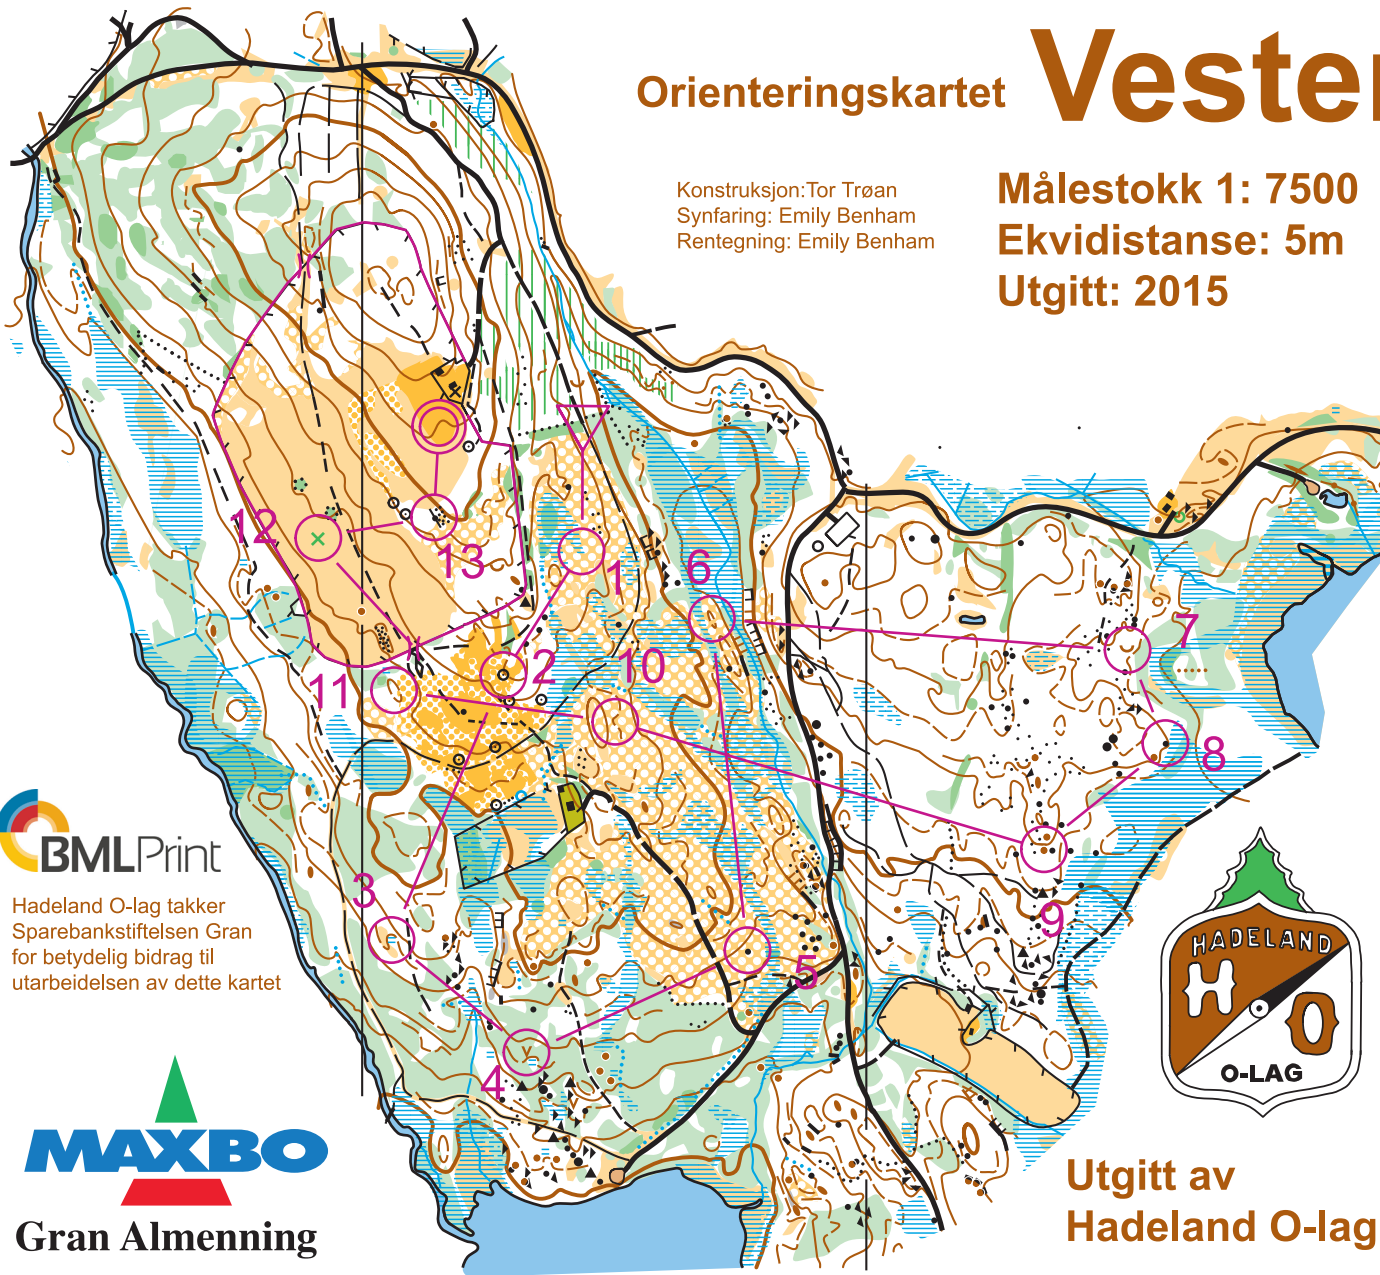 Orienteringskartet Vester
Konstruksjon:Tor Trøan
Synfaring: Emily Benham
Rentegning: Emily Benham
Målestokk 1: 7500
Ekvidistanse: 5m
Utgitt: 2015
12
13
1
6
7
2
10
11
8
3
9
5
4
BMLPrint
Hadeland O-lag takker
Sparebankstiftelsen Gran
for betydelig bidrag til
utarbeidelsen av dette kartet
MAXBO
Gran Almenning
HADELAND
H O
O-LAG
Utgitt av
Hadeland O-lag